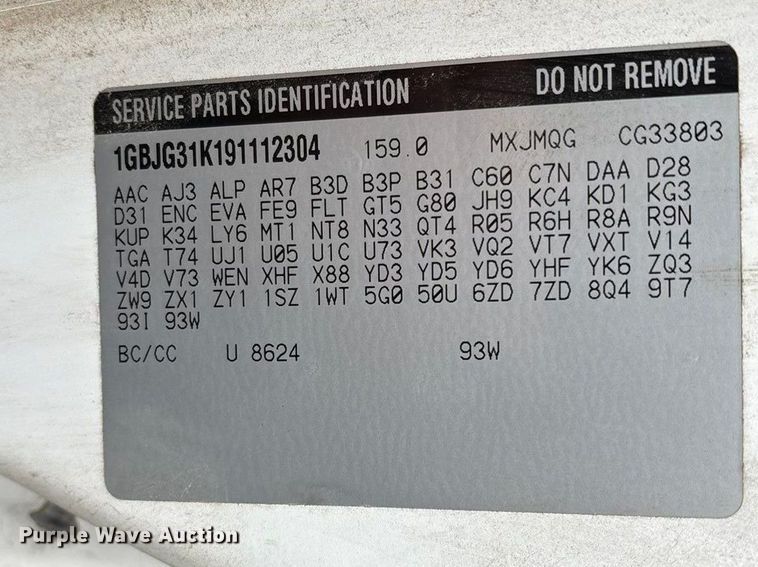 SERVICE PARTS IDENTIFICATION DO NOT REMOVE
1GBJG31K191112304 159.0 MXJMQG CG33803
AAC AJ3 ALP AR7 B3D B3P B31 C60 C7N DAA D28
D31 ENC EVA FE9 FLT GT5 G80 JH9 KC4 KD1 KG3
KUP K34 LY6 MT1 NT8 N33 QT4 R05 R6H R8A R9N
TGA T74 UJ1 U05 U1C U73 VK3 VQ2 VT7 VXT V14
V4D V73 WEN XHF X88 YD3 YD5 YD6 YHF YK6 ZQ3
ZW9 ZX1 ZY1 1SZ 1WT 5G0 50U 6ZD 7ZD 8Q4 9T7
93I 93W
BC/CC U 8624 93W
Purple Wave Auction